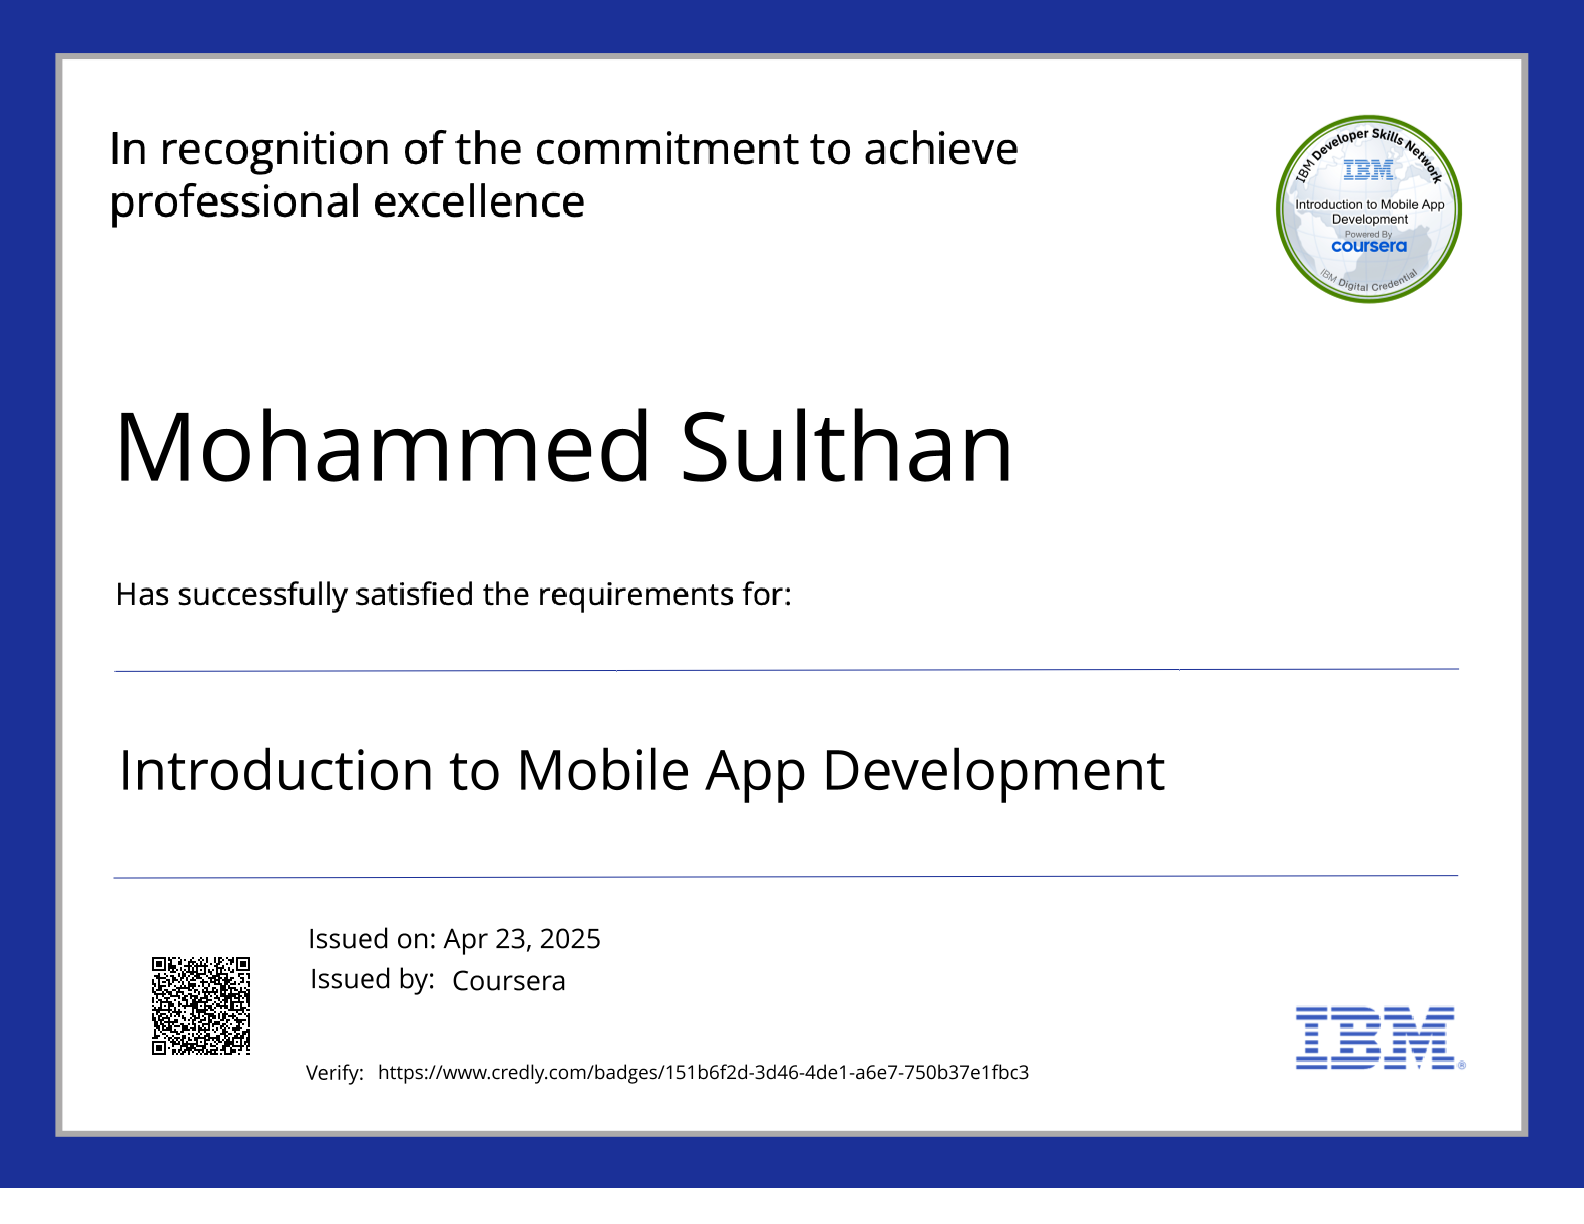 In recognition of the commitment to achieve
professional excellence
IBM Developer Skills Network
IBM
Introduction to Mobile App
Development
Powered By
coursera
IBM Digital Credential
Mohammed Sulthan
Has successfully satisfied the requirements for:
Introduction to Mobile App Development
Issued on: Apr 23, 2025
Issued by: Coursera
Verify: https://www.credly.com/badges/151b6f2d-3d46-4de1-a6e7-750b37e1fbc3
IBM®